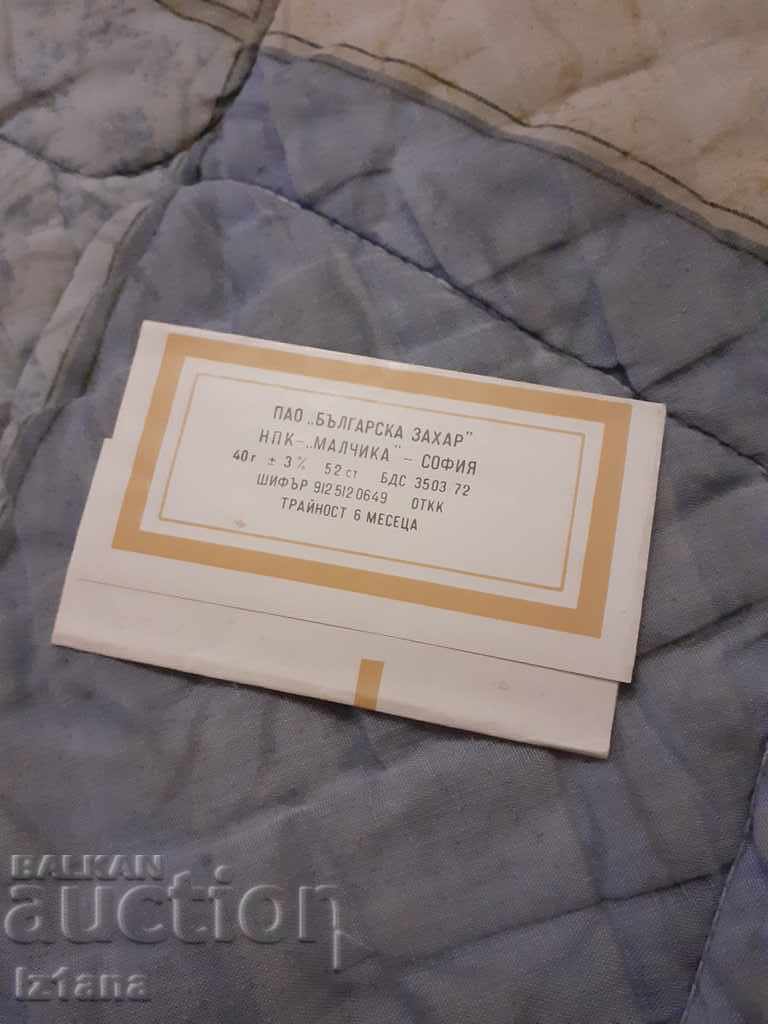 ПАО „БЪЛГАРСКА ЗАХАР"
НПК-„МАЛЧИКА" - СОФИЯ
40г ± 3% 52 ст БДС 3503 72
ШИФЪР 9125120649 ОТКК
ТРАЙНОСТ 6 МЕСЕЦА
BALKAN
auction
Iz1ana